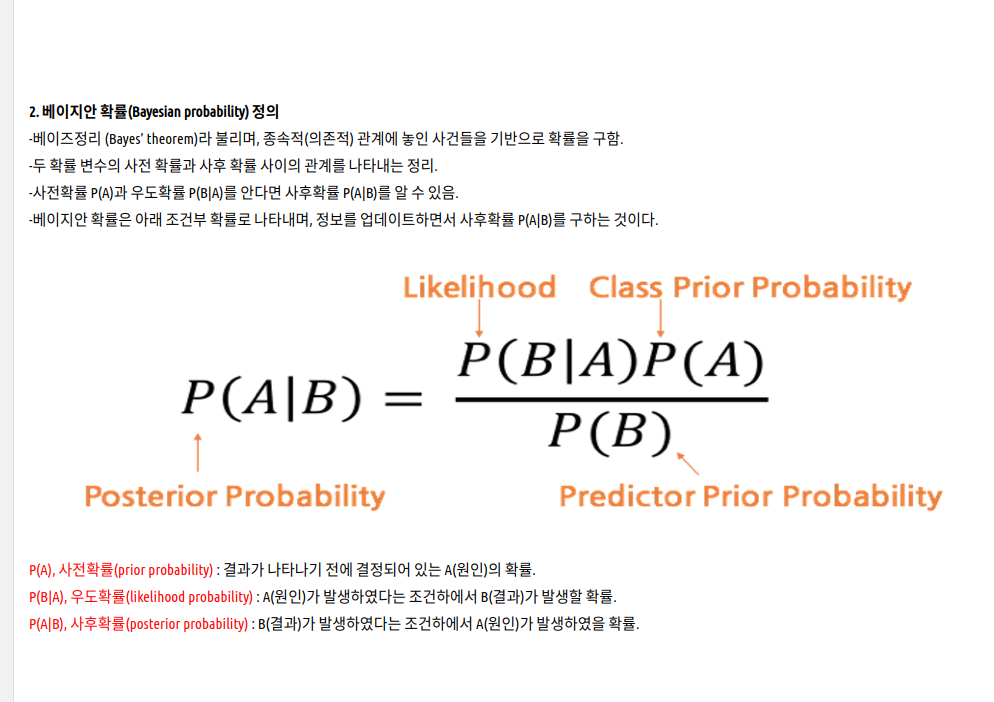 2. 베이지안 확률(Bayesian probability) 정의
-베이즈정리 (Bayes’ theorem)라 불리며, 종속적(의존적) 관계에 놓인 사건들을 기반으로 확률을 구함.
-두 확률 변수의 사전 확률과 사후 확률 사이의 관계를 나타내는 정리.
-사전확률 P(A)과 우도확률 P(B|A)를 안다면 사후확률 P(A|B)를 알 수 있음.
-베이지안 확률은 아래 조건부 확률로 나타내며, 정보를 업데이트하면서 사후확률 P(A|B)를 구하는 것이다.
Likelihood Class Prior Probability
P(B|A)P(A)
P(A|B) =
P(B)
Posterior Probability Predictor Prior Probability
P(A), 사전확률(prior probability) : 결과가 나타나기 전에 결정되어 있는 A(원인)의 확률.
P(B|A), 우도확률(likelihood probability) : A(원인)가 발생하였다는 조건하에서 B(결과)가 발생할 확률.
P(A|B), 사후확률(posterior probability) : B(결과)가 발생하였다는 조건하에서 A(원인)가 발생하였을 확률.